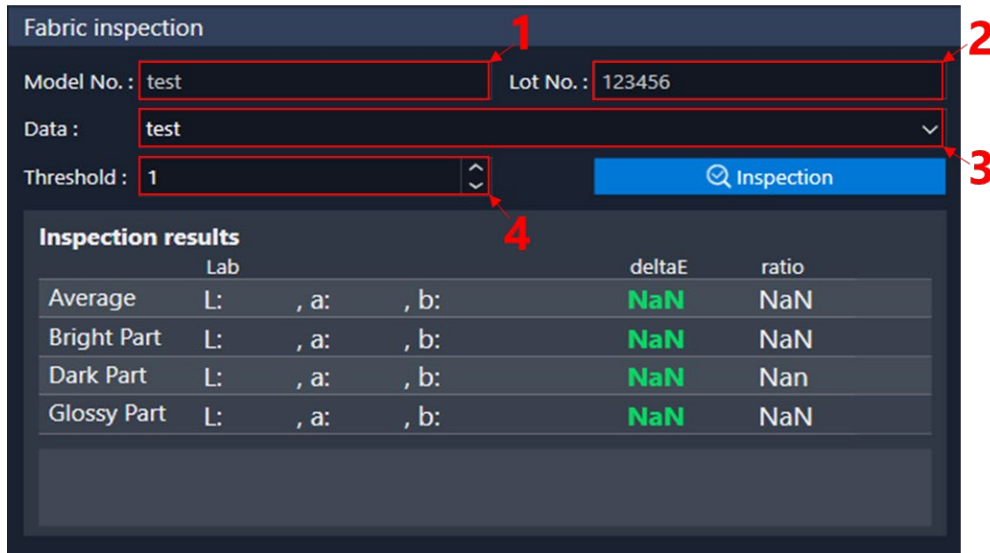 Fabric inspection
1
2
Model No. : test Lot No. : 123456
Data : test
3
Threshold : 1 Inspection
4
Inspection results
Lab deltaE ratio
Average L: , a: , b: NaN NaN
Bright Part L: , a: , b: NaN NaN
Dark Part L: , a: , b: NaN Nan
Glossy Part L: , a: , b: NaN NaN